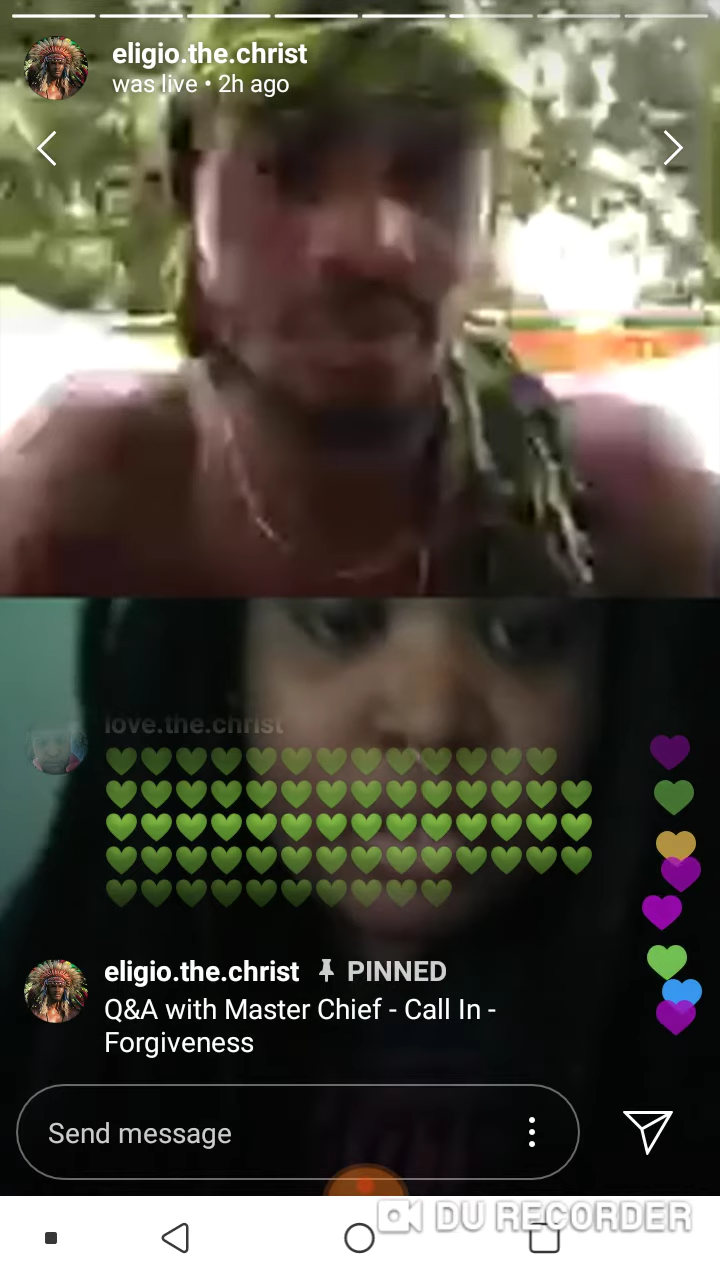 eligio.the.christ
was live • 2h ago
love.the.christ
💚💚💚💚💚💚💚💚💚💚💚💚💚
💚💚💚💚💚💚💚💚💚💚💚💚💚💚
💚💚💚💚💚💚💚💚💚💚💚💚💚💚
💚💚💚💚💚💚💚💚💚💚💚💚💚💚
💚💚💚💚💚💚💚💚💚💚
eligio.the.christ PINNED
Q&A with Master Chief - Call In -
Forgiveness
Send message
DU RECORDER